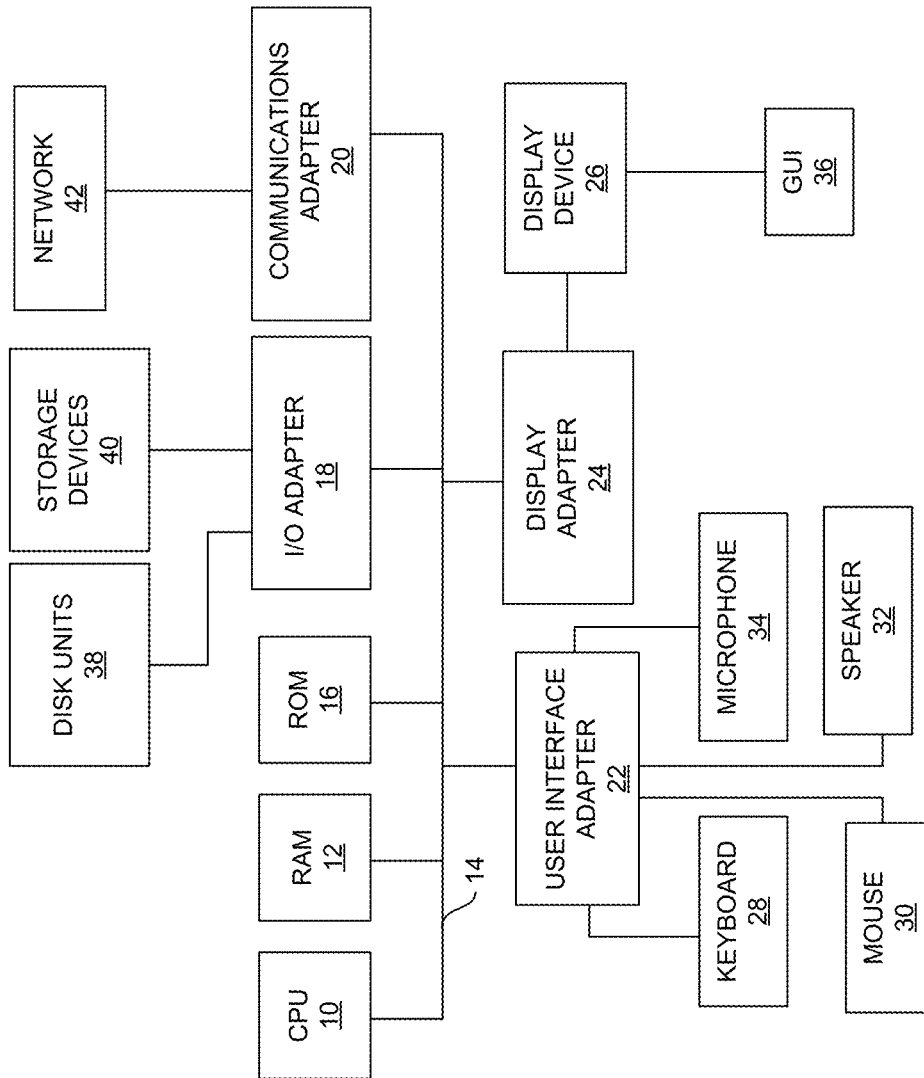 DISK UNITS
38
STORAGE
DEVICES
40
NETWORK
42
CPU
10
RAM
12
ROM
16
I/O ADAPTER
18
COMMUNICATIONS
ADAPTER
20
14
USER INTERFACE
ADAPTER
22
DISPLAY
ADAPTER
24
DISPLAY
DEVICE
26
KEYBOARD
28
MICROPHONE
34
GUI
36
MOUSE
30
SPEAKER
32